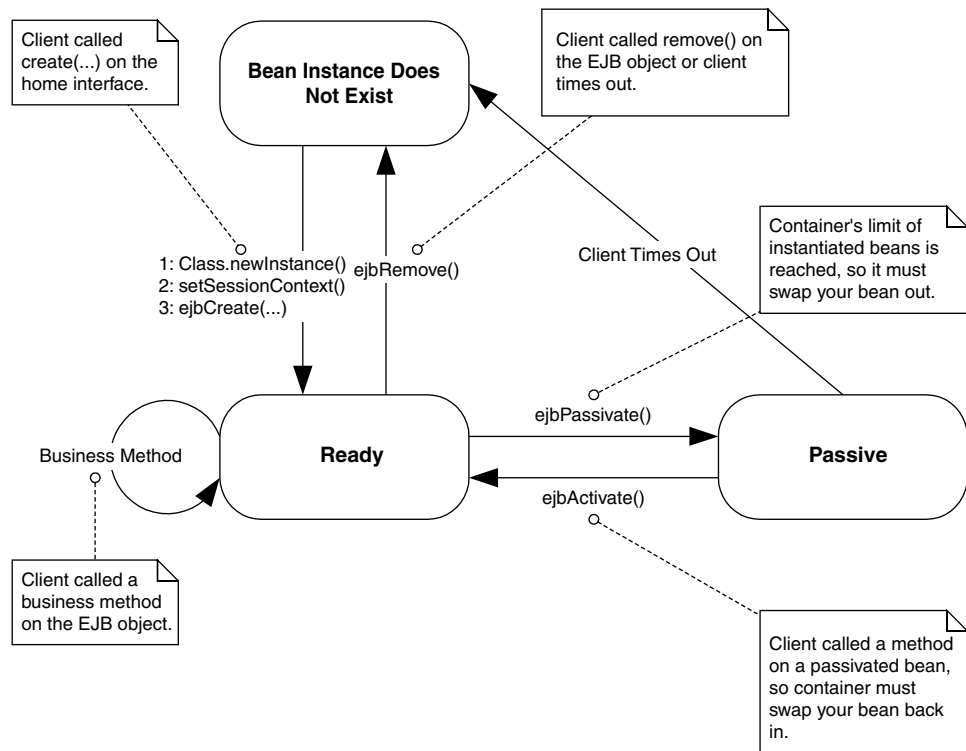 Client called
create(...) on the
home interface.
Bean Instance Does
Not Exist
Client called remove() on
the EJB object or client
times out.
1: Class.newInstance()
2: setSessionContext()
3: ejbCreate(...)
ejbRemove()
Client Times Out
Container's limit of
instantiated beans is
reached, so it must
swap your bean out.
Business Method
Ready
ejbPassivate()
ejbActivate()
Passive
Client called a
business method
on the EJB object.
Client called a method
on a passivated bean,
so container must
swap your bean back
in.